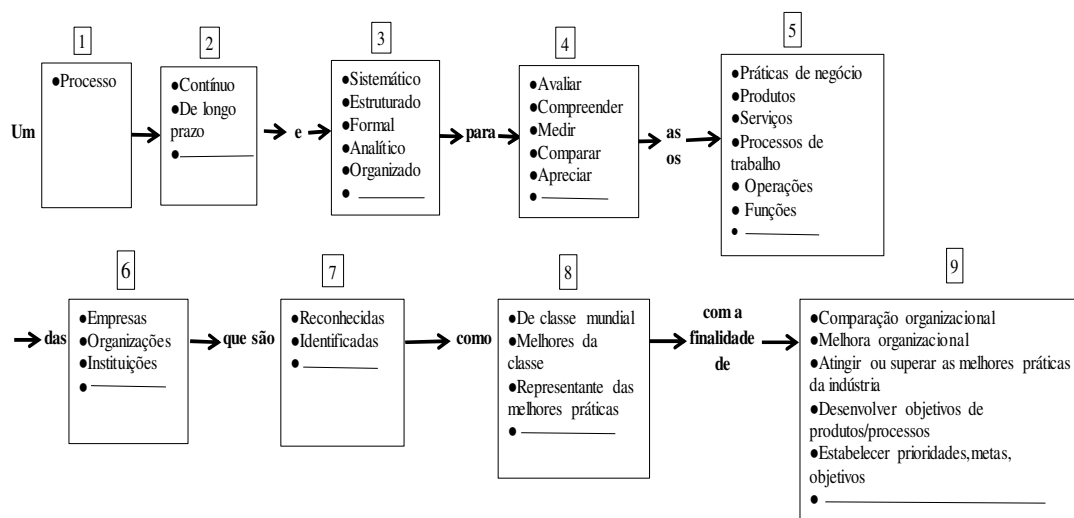 1
2
3
4
5
Um
●Processo
●Contínuo
●De longo
prazo
●
e
●Sistemático
●Estruturado
●Formal
●Analítico
●Organizado
●
para
●Avaliar
●Compreender
●Medir
●Comparar
●Apreciar
●
as
os
●Práticas de negócio
●Produtos
●Serviços
●Processos de
trabalho
● Operações
● Funções
●
6
7
8
9
das
●Empresas
●Organizações
●Instituições
●
que são
●Reconhecidas
●Identificadas
●
como
●De classe mundial
●Melhores da
classe
●Representante das
melhores práticas
●
com a
finalidade
de
●Comparação organizacional
●Melhora organizacional
●Atingir ou superar as melhores práticas
da indústria
●Desenvolver objetivos de
produtos/processos
●Estabelecer prioridades,metas,
objetivos
●